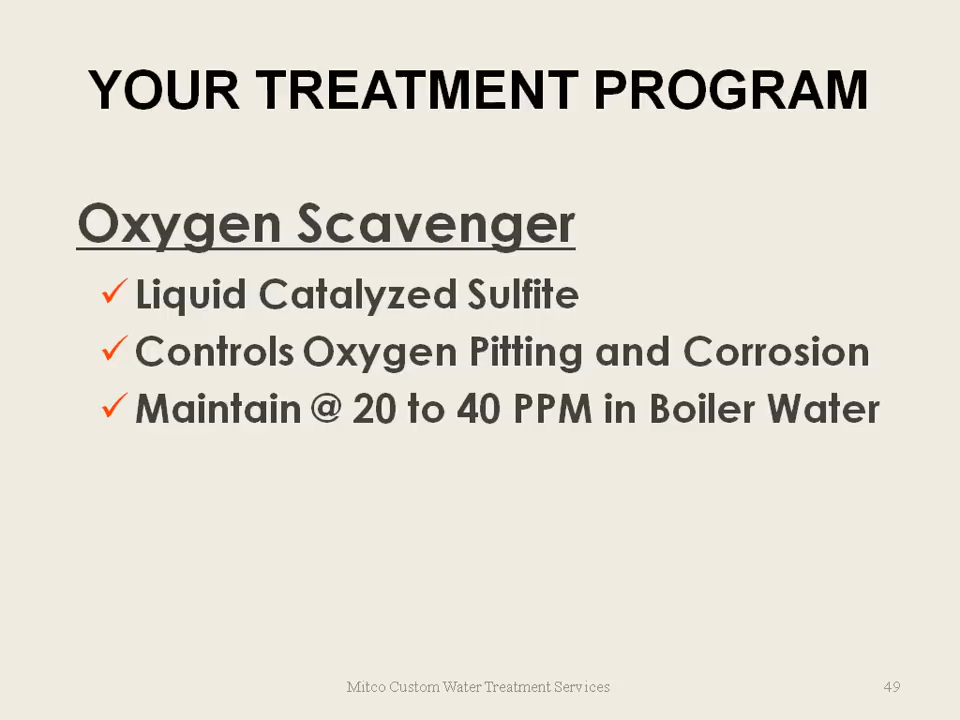 YOUR TREATMENT PROGRAM
Oxygen Scavenger
✓ Liquid Catalyzed Sulfite
✓ Controls Oxygen Pitting and Corrosion
✓ Maintain @ 20 to 40 PPM in Boiler Water
Mitco Custom Water Treatment Services
49